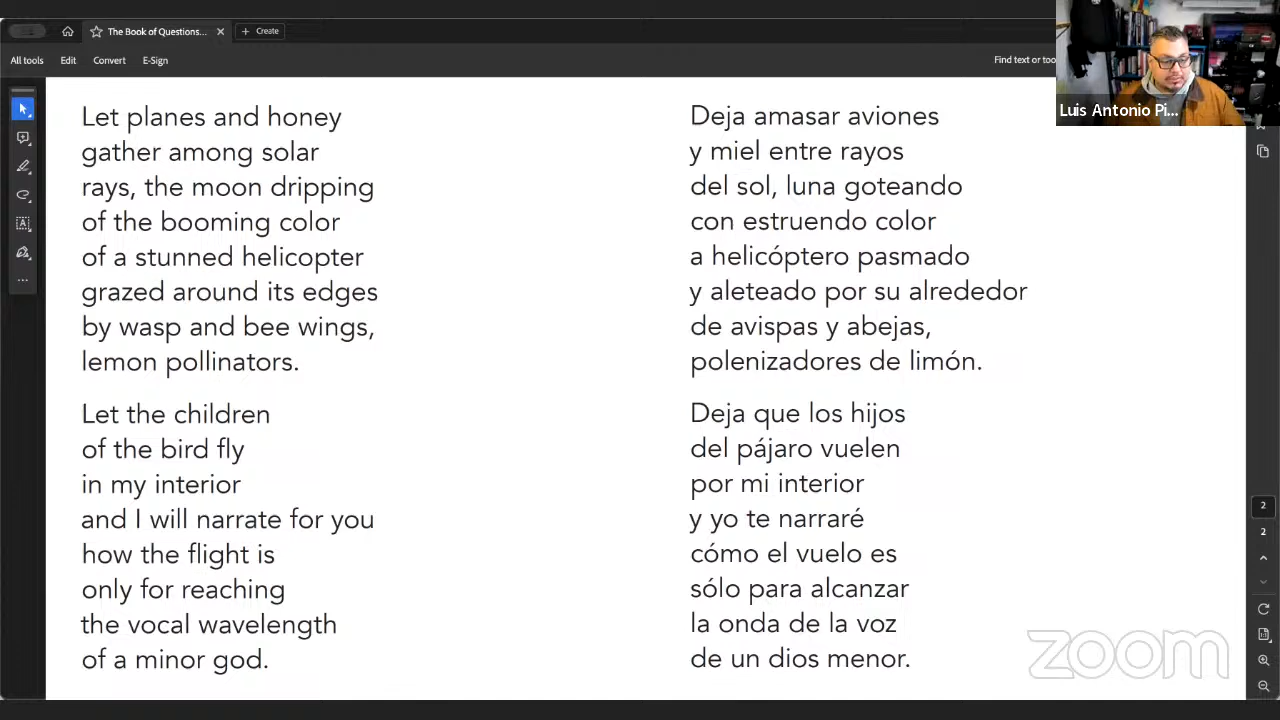 The Book of Questions...
Create
All tools
Edit
Convert
E-Sign
Find text or too
Luis Antonio Pi...
Let planes and honey
gather among solar
rays, the moon dripping
of the booming color
of a stunned helicopter
grazed around its edges
by wasp and bee wings,
lemon pollinators.
Let the children
of the bird fly
in my interior
and I will narrate for you
how the flight is
only for reaching
the vocal wavelength
of a minor god.
Deja amasar aviones
y miel entre rayos
del sol, luna goteando
con estruendo color
a helicóptero pasmado
y aleteado por su alrededor
de avispas y abejas,
polenizadores de limón.
Deja que los hijos
del pájaro vuelen
por mi interior
y yo te narraré
cómo el vuelo es
sólo para alcanzar
la onda de la voz
de un dios menor.
2
2
zoom